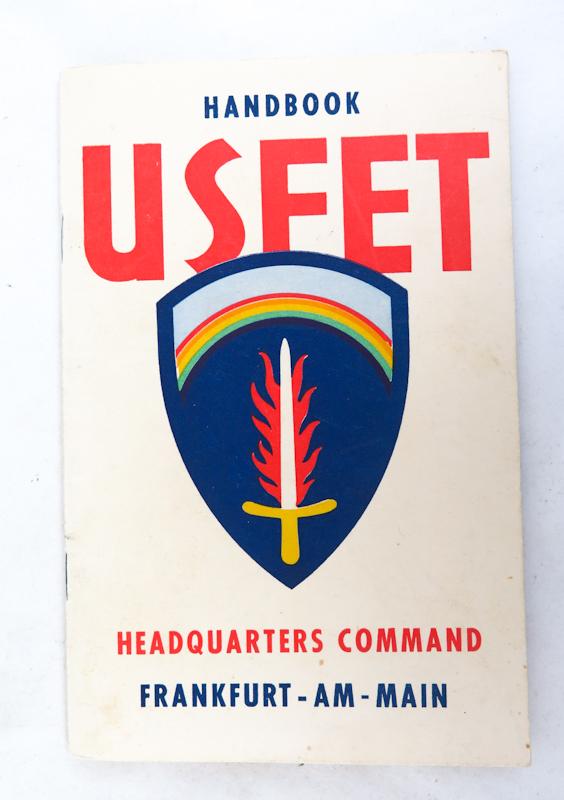 HANDBOOK
USFET
HEADQUARTERS COMMAND
FRANKFURT-AM-MAIN